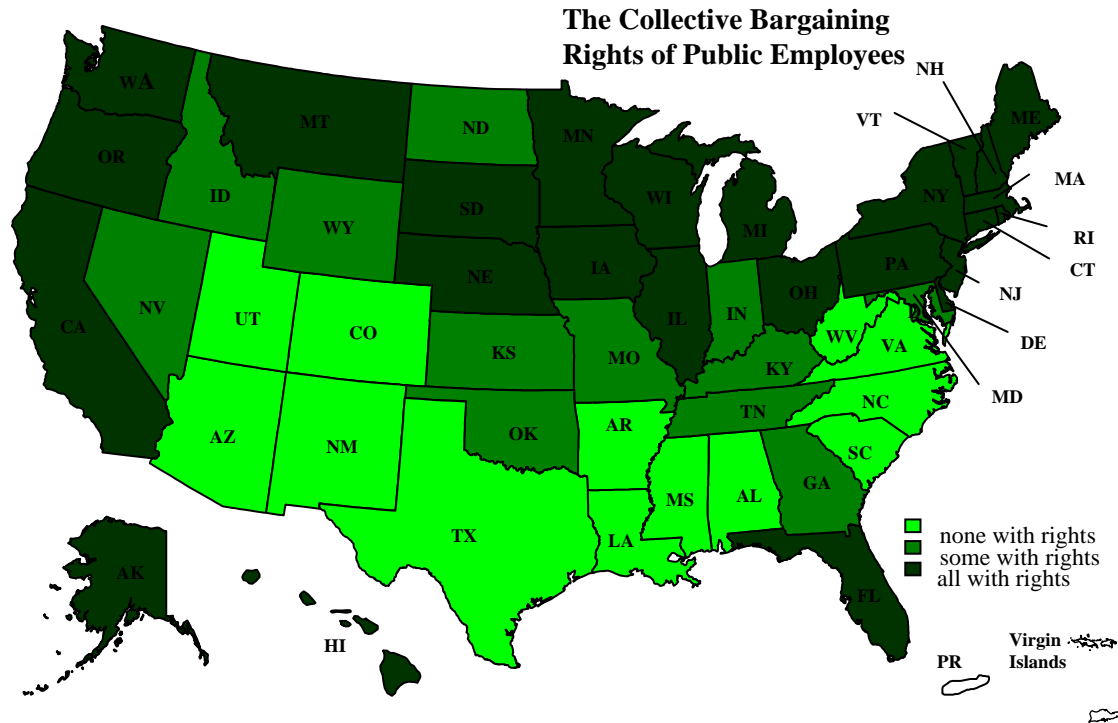 The Collective Bargaining
Rights of Public Employees
NH
WA
VT
ME
MT
ND
MN
OR
ID
MA
WI
NY
SD
WY
MI
RI
CT
PA
IA
NE
NJ
OH
NV
IN
IL
UT
CA
CO
DE
WV
VA
KS
MO
KY
MD
NC
TN
AR
OK
AZ
NM
SC
GA
MS
AL
TX
LA
none with rights
some with rights
all with rights
AK
FL
HI
Virgin
Islands
PR